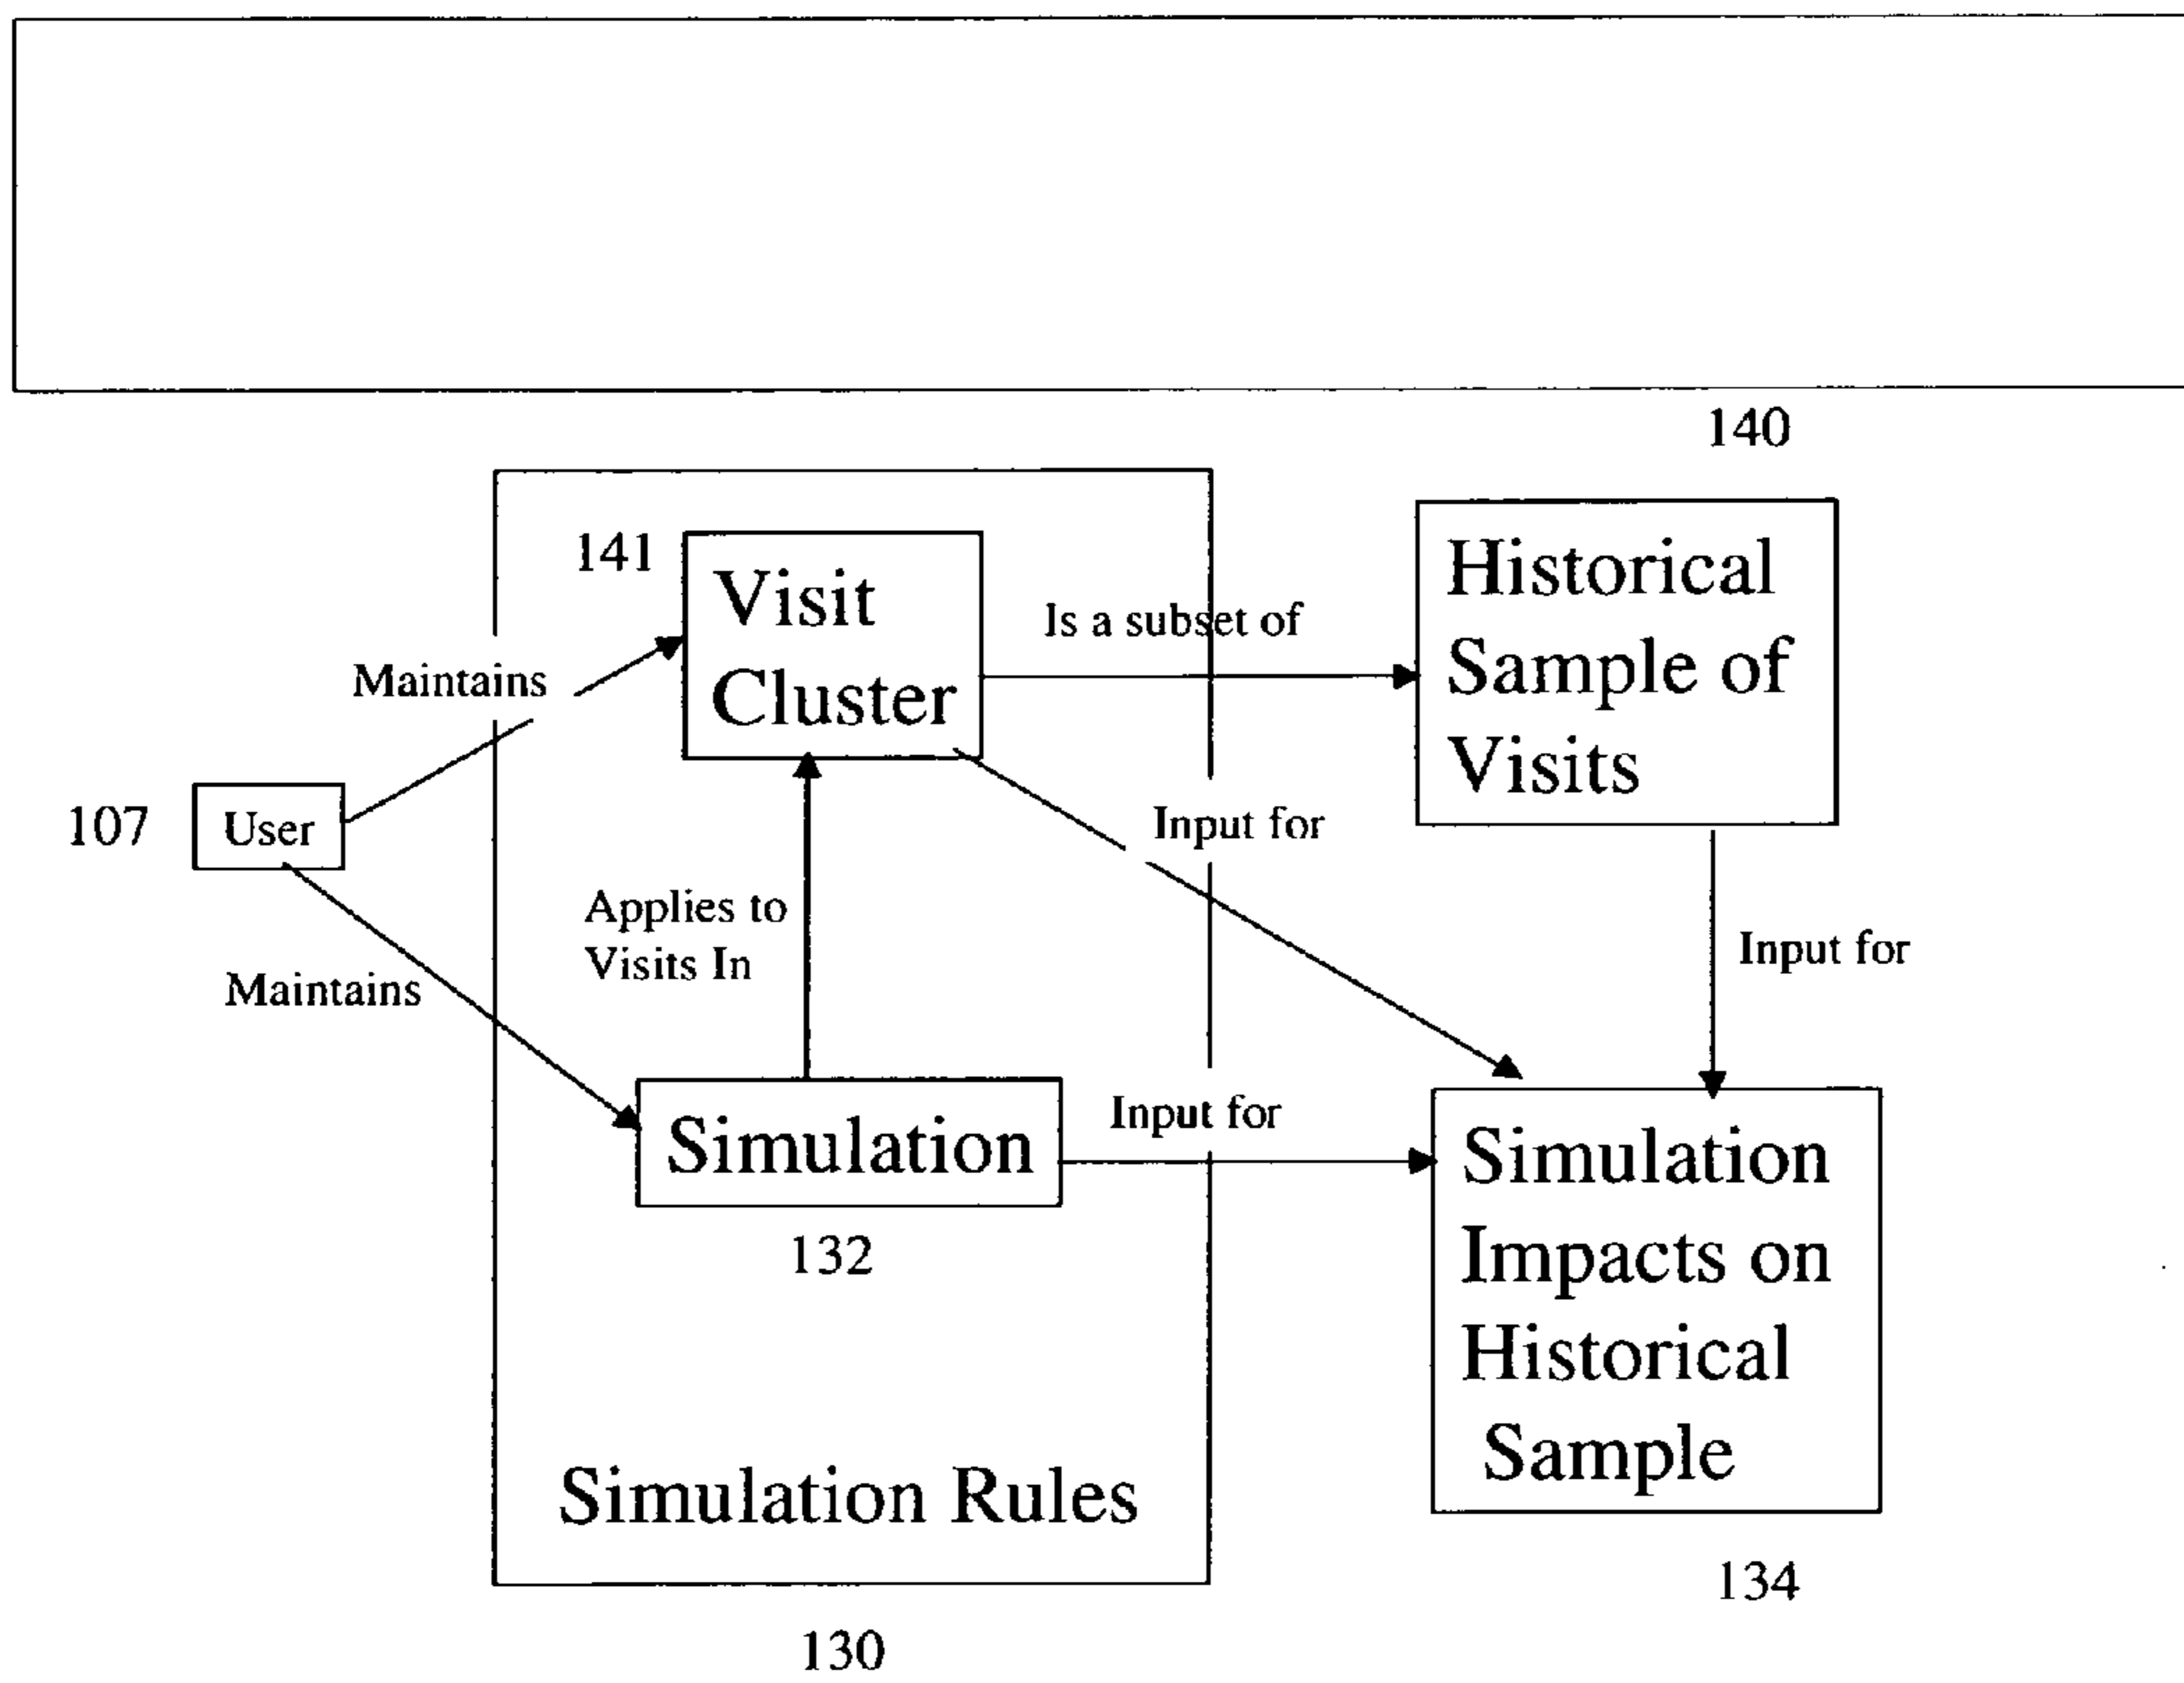 140
141
Visit
Cluster
Is a subset of
Historical
Sample of
Visits
Maintains
107
User
Input for
Applies to
Visits In
Input for
Maintains
Simulation
132
Input for
Simulation
Impacts on
Historical
Sample
Simulation Rules
134
130